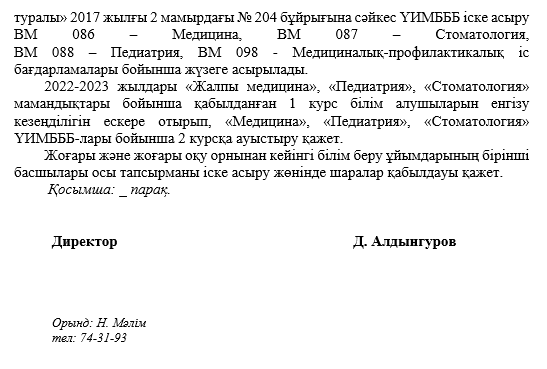 туралы» 2017 жылғы 2 мамырдағы № 204 бұйрығына сәйкес ҮИМБББ іске асыру
ВМ 086 – Медицина, ВМ 087 – Стоматология,
ВМ 088 – Педиатрия, ВМ 098 - Медициналық-профилактикалық іс
бағдарламалары бойынша жүзеге асырылады.
2022-2023 жылдары «Жалпы медицина», «Педиатрия», «Стоматология»
мамандықтары бойынша қабылданған 1 курс білім алушыларын енгізу
кезеңділігін ескере отырып, «Медицина», «Педиатрия», «Стоматология»
ҮИМБББ-лары бойынша 2 курсқа ауыстыру қажет.
Жоғары және жоғары оқу орнынан кейінгі білім беру ұйымдарының бірінші
басшылары осы тапсырманы іске асыру жөнінде шаралар қабылдауы қажет.
Қосымша: _ парақ.
Директор Д. Алдынгуров
Орынд: Н. Мәлім
тел: 74-31-93